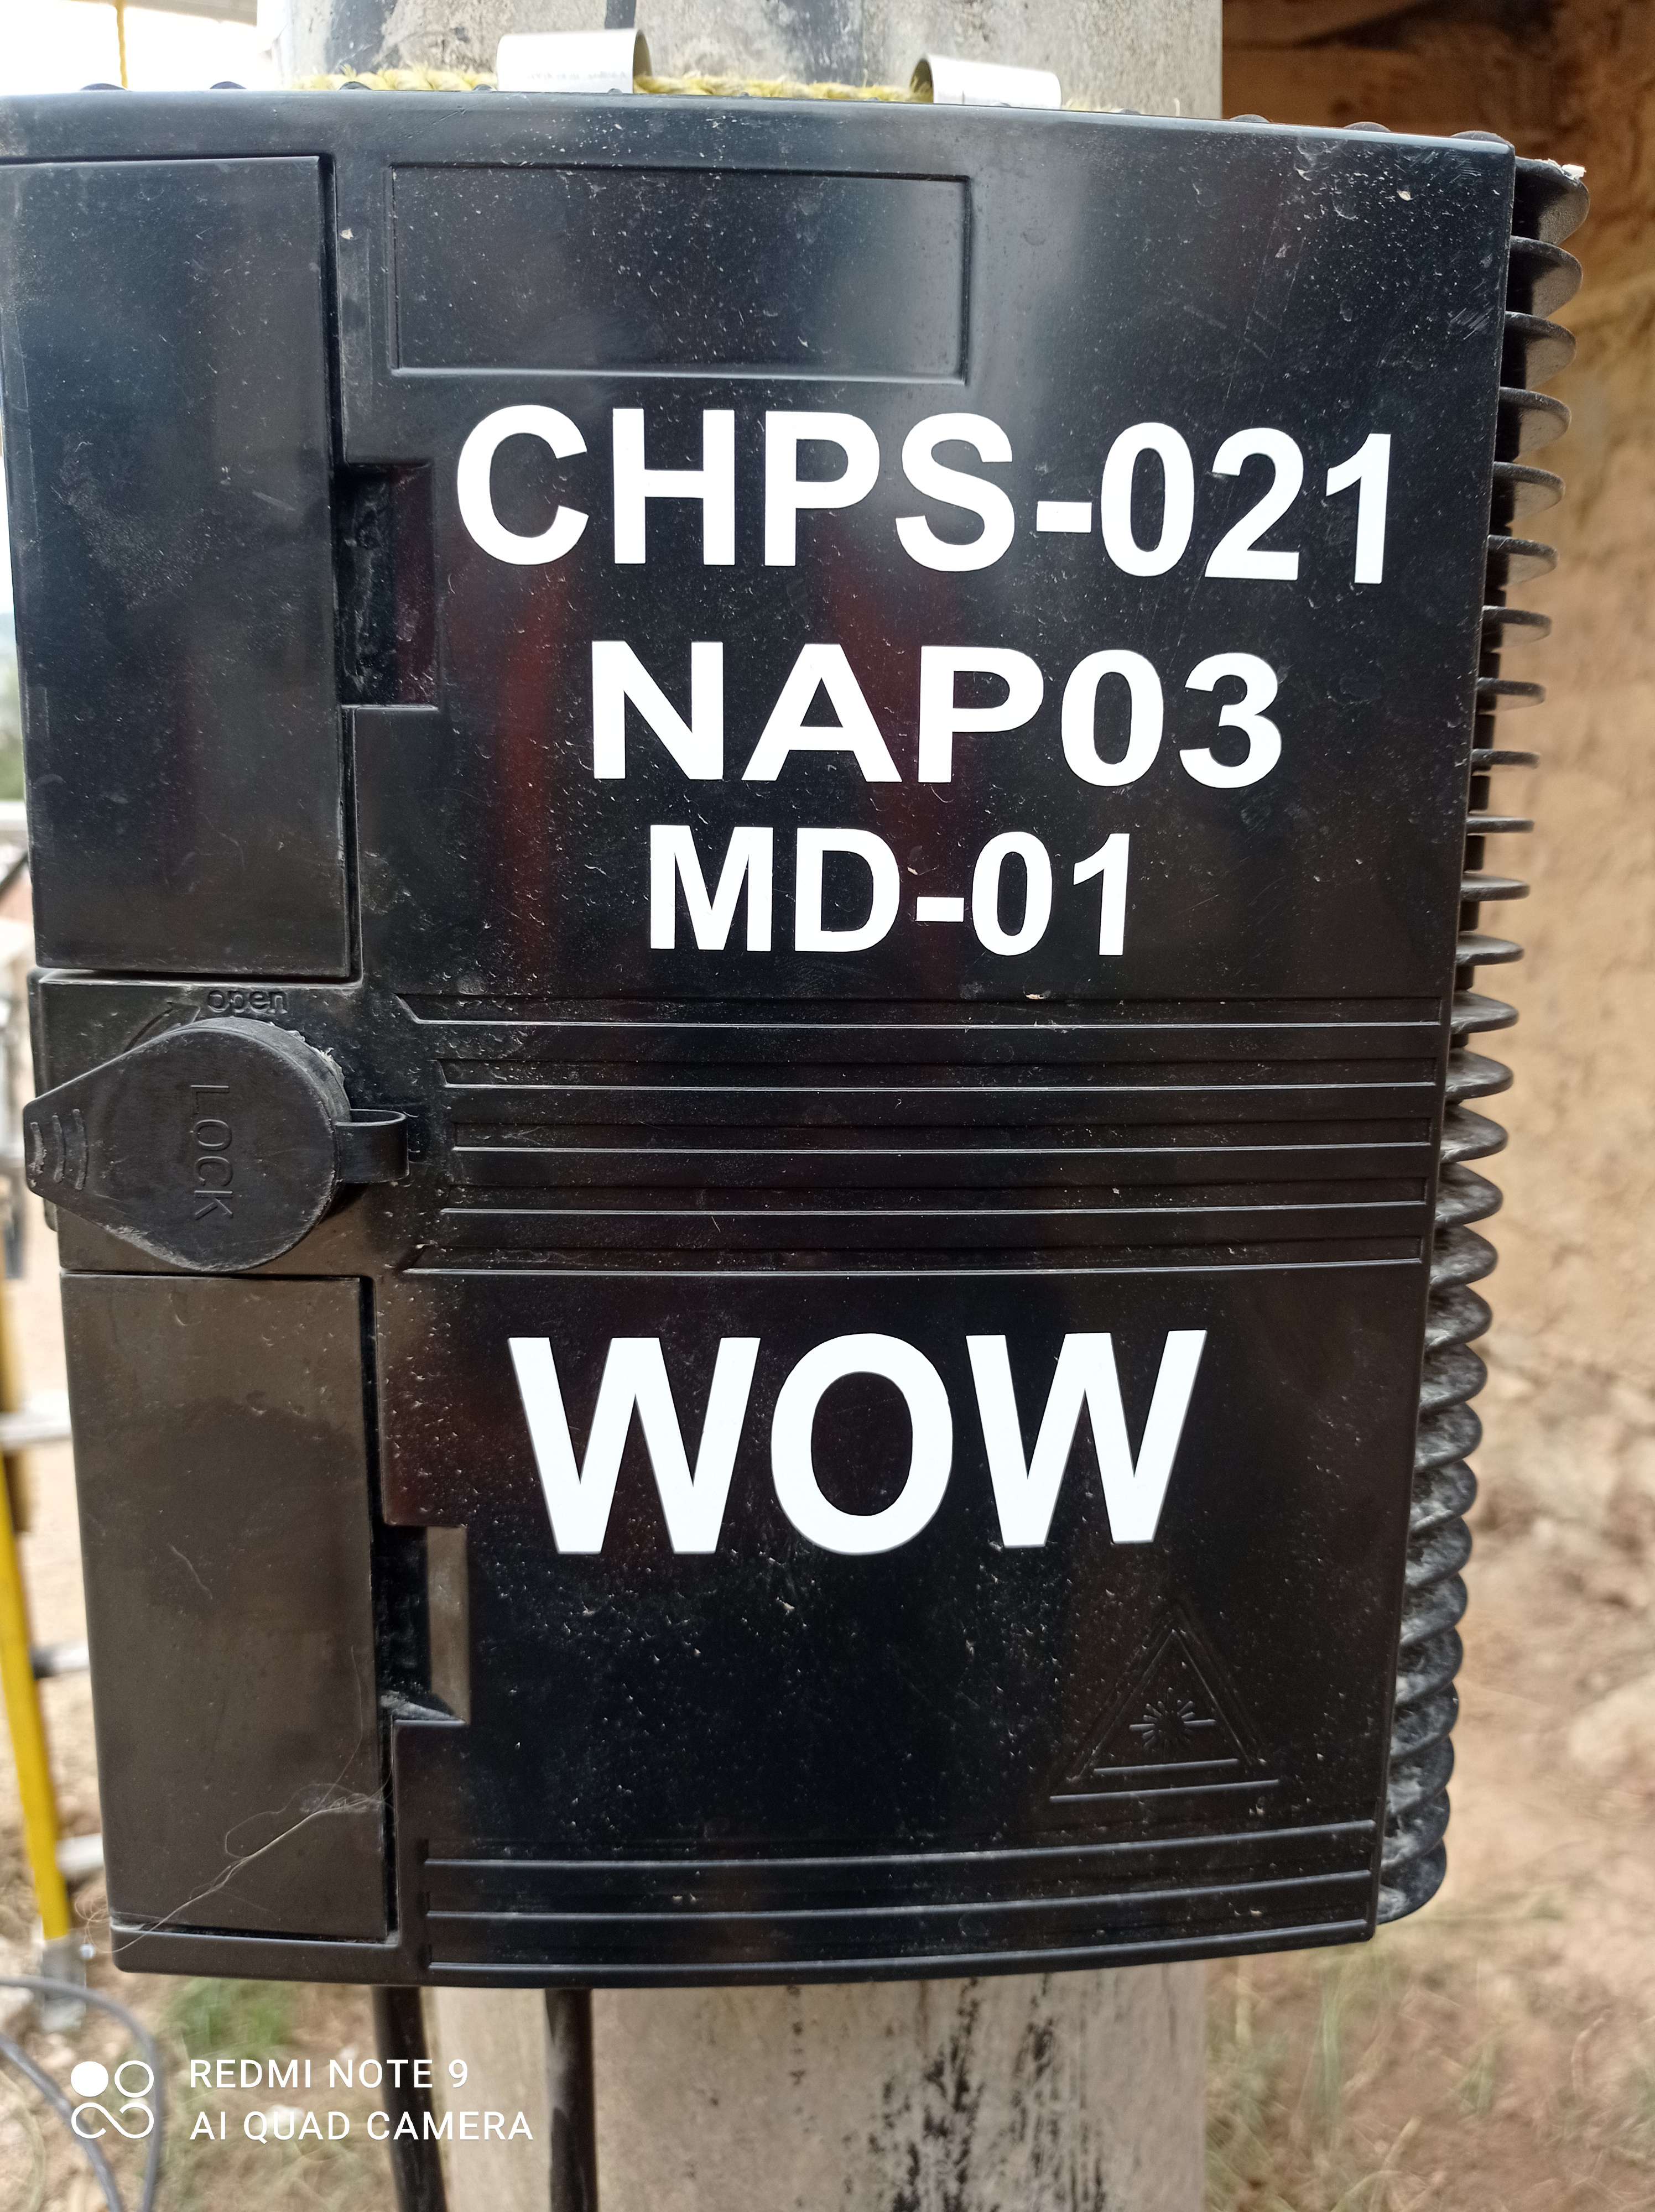 CHPS-021
NAP03
MD-01
open
LOCK
WOW
REDMI NOTE 9
AI QUAD CAMERA